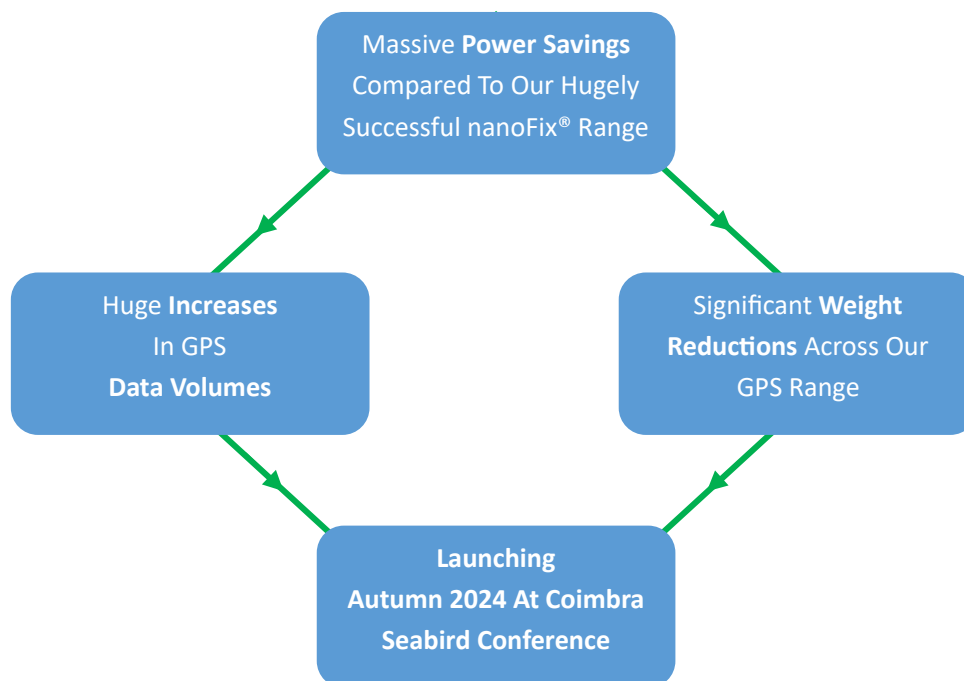 Massive Power Savings
Compared To Our Hugely
Successful nanoFix® Range
Huge Increases
In GPS
Data Volumes
Significant Weight
Reductions Across Our
GPS Range
Launching
Autumn 2024 At Coimbra
Seabird Conference